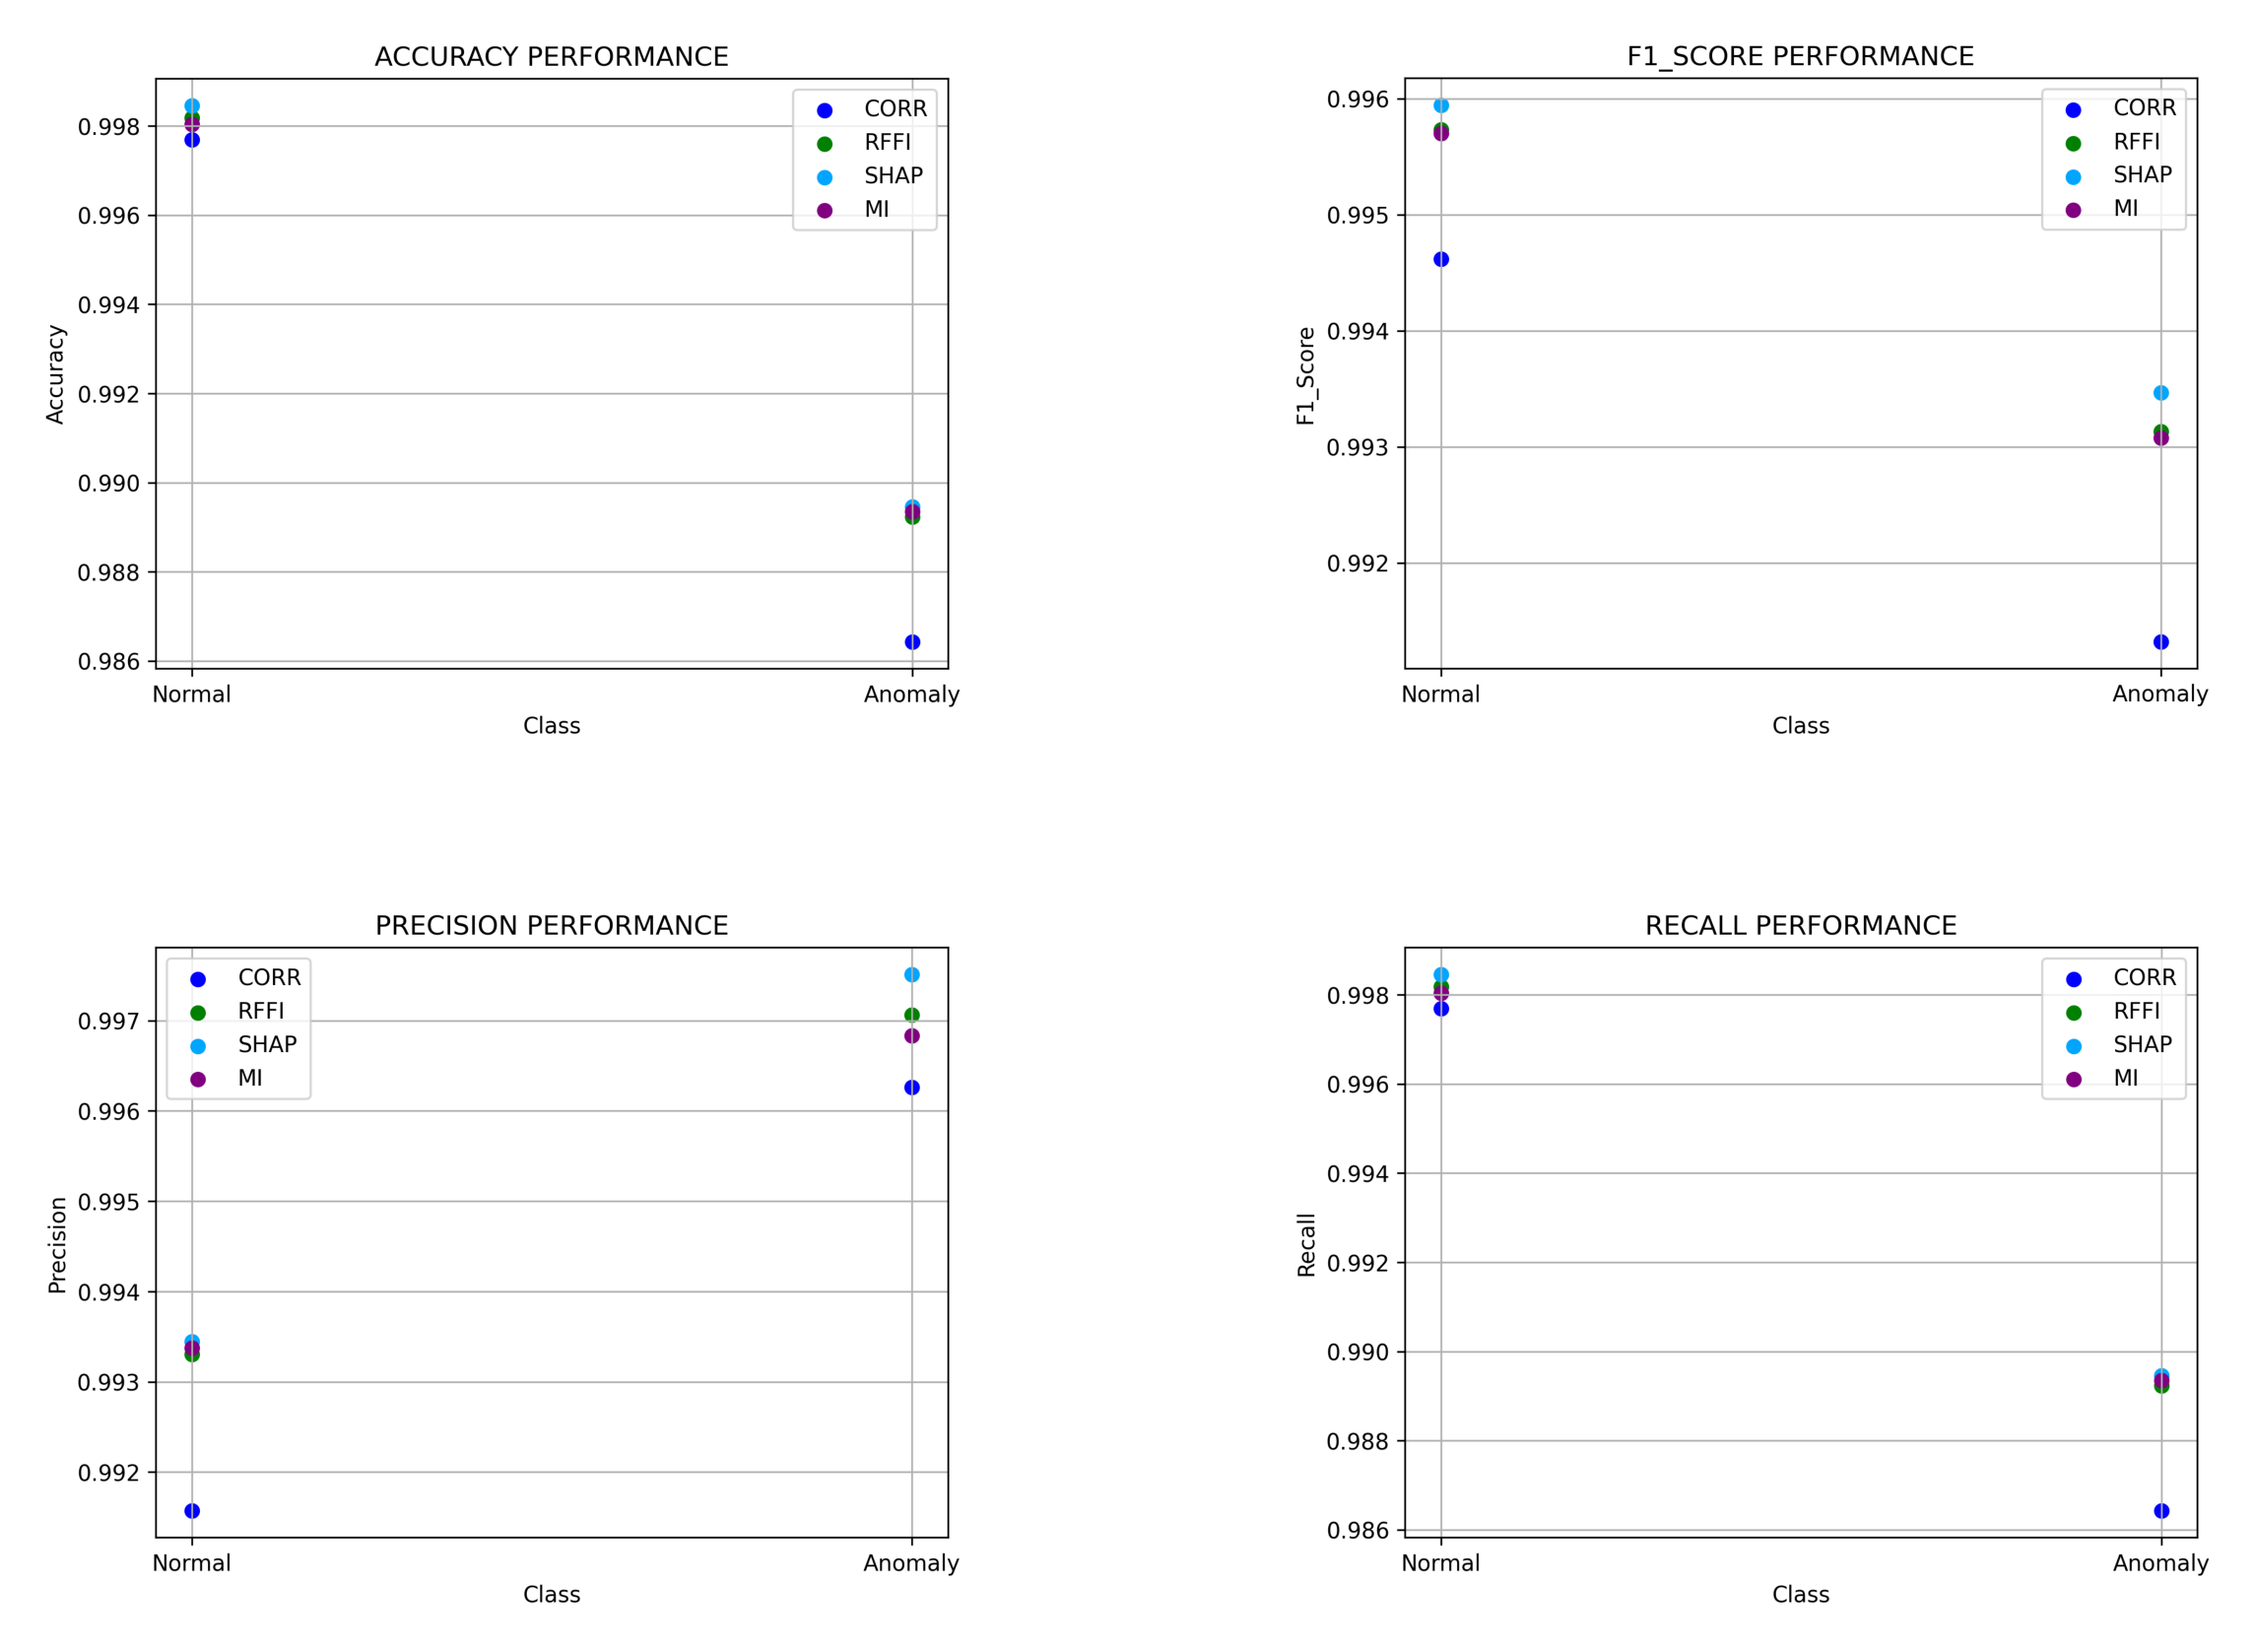 ACCURACY PERFORMANCE
CORR
RFFI
SHAP
MI
0.998
0.996
0.994
0.992
0.990
0.988
0.986
Accuracy
Normal
Anomaly
Class
F1_SCORE PERFORMANCE
CORR
RFFI
SHAP
MI
0.996
0.995
0.994
0.993
0.992
F1_Score
Normal
Anomaly
Class
PRECISION PERFORMANCE
CORR
RFFI
SHAP
MI
0.997
0.996
0.995
0.994
0.993
0.992
Precision
Normal
Anomaly
Class
RECALL PERFORMANCE
CORR
RFFI
SHAP
MI
0.998
0.996
0.994
0.992
0.990
0.988
0.986
Recall
Normal
Anomaly
Class